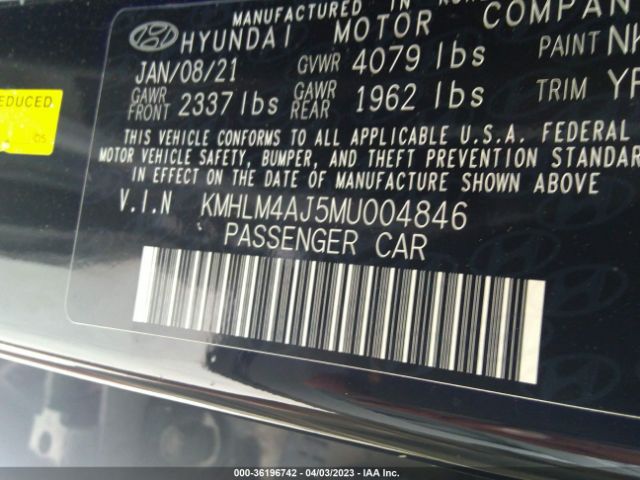 MANUFACTURED IN
HYUNDAI MOTOR COMPAN
JAN/08/21 GVWR 4079 lbs PAINT NK
GAWR FRONT 2337 lbs GAWR REAR 1962 lbs TRIM
EDUCED
05
THIS VEHICLE CONFORMS TO ALL APPLICABLE U.S.A. FEDERAL
MOTOR VEHICLE SAFETY, BUMPER, AND THEFT PREVENTION STANDAR
IN EFFECT ON THE DATE OF MANUFACTURE SHOWN ABOVE
V.I.N KMHLM4AJ5MU004846
PASSENGER CAR
000-36196742 - 04/03/2023 - IAA Inc.